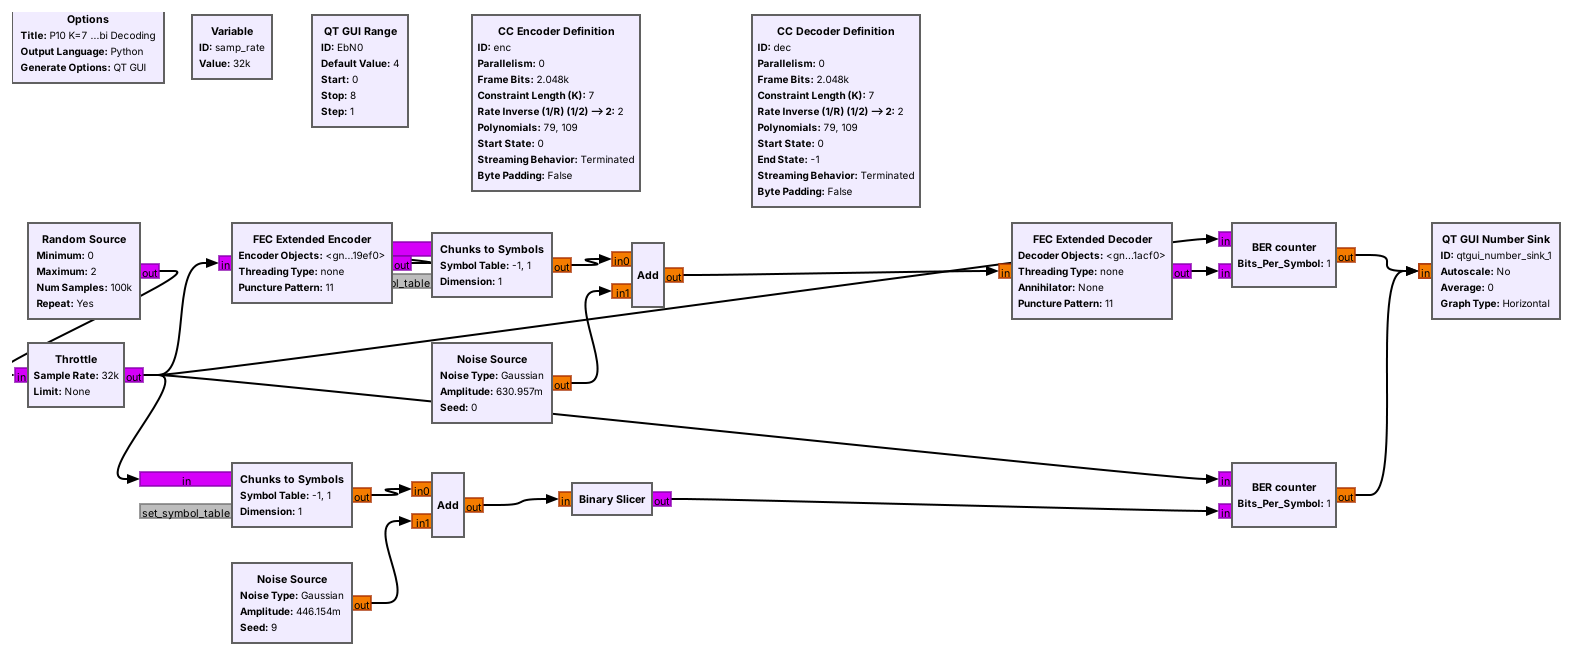 Options
Title: P10 K=7 ...bi Decoding
Output Language: Python
Generate Options: QT GUI
Variable
ID: samp_rate
Value: 32k
QT GUI Range
ID: EbN0
Default Value: 4
Start: 0
Stop: 8
Step: 1
CC Encoder Definition
ID: enc
Parallelism: 0
Frame Bits: 2.048k
Constraint Length (K): 7
Rate Inverse (1/R) (1/2) --> 2: 2
Polynomials: 79, 109
Start State: 0
Streaming Behavior: Terminated
Byte Padding: False
CC Decoder Definition
ID: dec
Parallelism: 0
Frame Bits: 2.048k
Constraint Length (K): 7
Rate Inverse (1/R) (1/2) --> 2: 2
Polynomials: 79, 109
Start State: 0
End State: -1
Streaming Behavior: Terminated
Byte Padding: False
Random Source
Minimum: 0
Maximum: 2
Num Samples: 100k
Repeat: Yes
out
in
FEC Extended Encoder
Encoder Objects: <gn...19ef0>
Threading Type: none
Puncture Pattern: 11
out
ol_table
Chunks to Symbols
Symbol Table: -1, 1
Dimension: 1
out
in0
in1
Add
out
in
FEC Extended Decoder
Decoder Objects: <gn...1acf0>
Threading Type: none
Annihilator: None
Puncture Pattern: 11
out
in
in
BER counter
Bits_Per_Symbol: 1
out
in
QT GUI Number Sink
ID: qtgui_number_sink_1
Autoscale: No
Average: 0
Graph Type: Horizontal
in
Throttle
Sample Rate: 32k
Limit: None
out
Noise Source
Noise Type: Gaussian
Amplitude: 630.957m
Seed: 0
out
in
set_symbol_table
Chunks to Symbols
Symbol Table: -1, 1
Dimension: 1
out
in0
in1
Add
out
in
Binary Slicer
out
in
in
BER counter
Bits_Per_Symbol: 1
out
Noise Source
Noise Type: Gaussian
Amplitude: 446.154m
Seed: 9
out